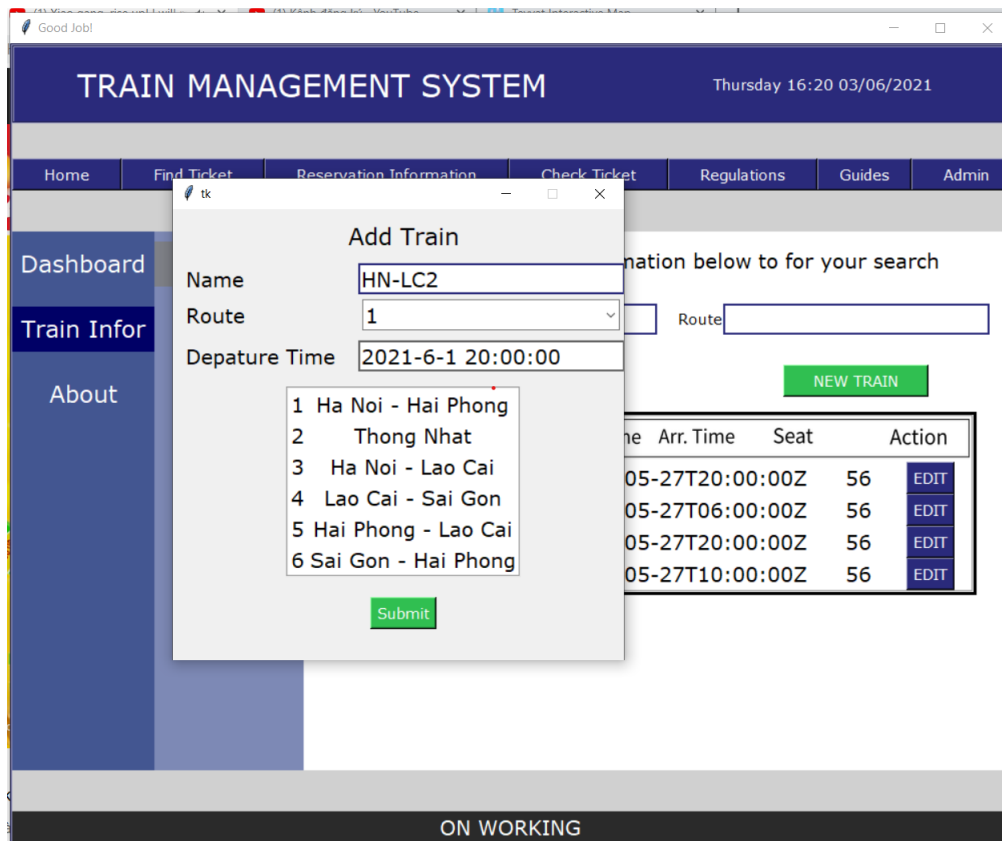 Good Job!
TRAIN MANAGEMENT SYSTEM
Thursday 16:20 03/06/2021
Home Find Ticket Reservation Information Check Ticket Regulations Guides Admin
tk
Add Train
Name HN-LC2
Route 1
Depature Time 2021-6-1 20:00:00
1 Ha Noi - Hai Phong
2 Thong Nhat
3 Ha Noi - Lao Cai
4 Lao Cai - Sai Gon
5 Hai Phong - Lao Cai
6 Sai Gon - Hai Phong
Submit
Dashboard
Train Infor
About
below to for your search
Route
NEW TRAIN
Arr. Time Seat Action
05-27T20:00:00Z 56 EDIT
05-27T06:00:00Z 56 EDIT
05-27T20:00:00Z 56 EDIT
05-27T10:00:00Z 56 EDIT
ON WORKING